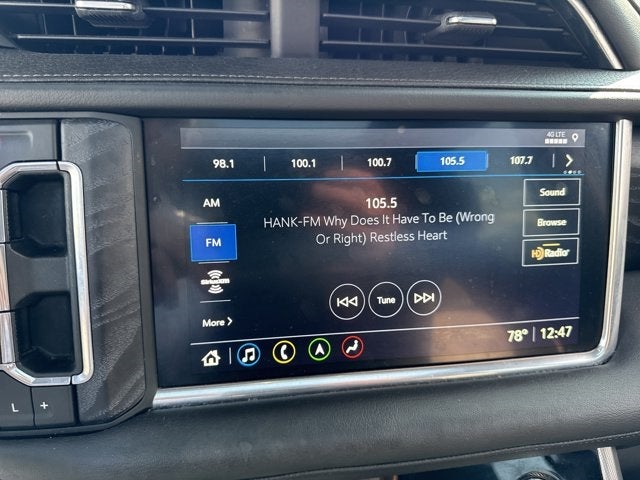 4G LTE
98.1 100.1 100.7 105.5 107.7
AM
105.5
Sound
HANK-FM Why Does It Have To Be (Wrong
Or Right) Restless Heart
Browse
FM
HD Radio
SiriusXM
Tune
More
78° 12:47
L +